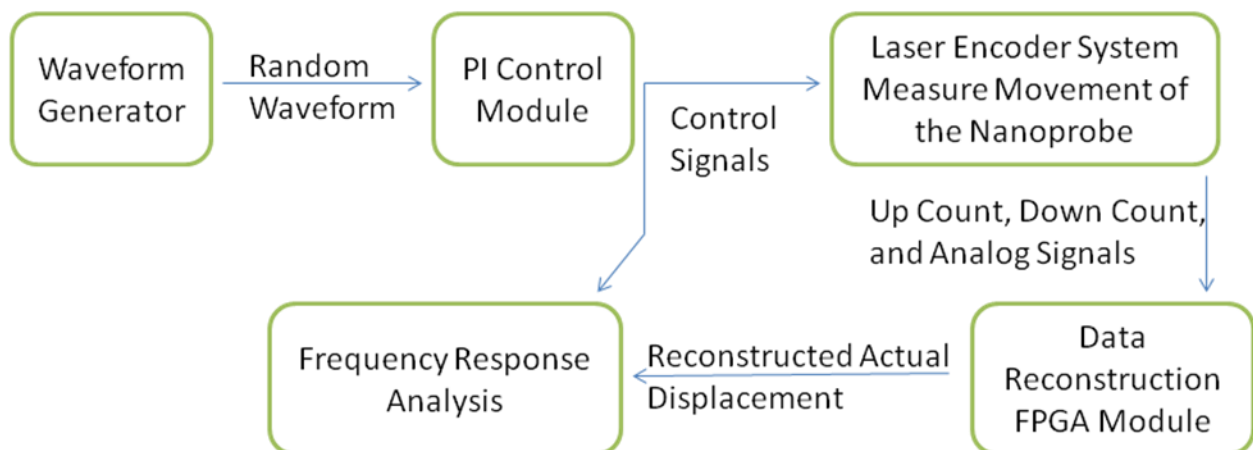 Waveform
Generator
Random
Waveform
PI Control
Module
Control
Signals
Laser Encoder System
Measure Movement of
the Nanoprobe
Up Count, Down Count,
and Analog Signals
Data
Reconstruction
FPGA Module
Reconstructed Actual
Displacement
Frequency Response
Analysis